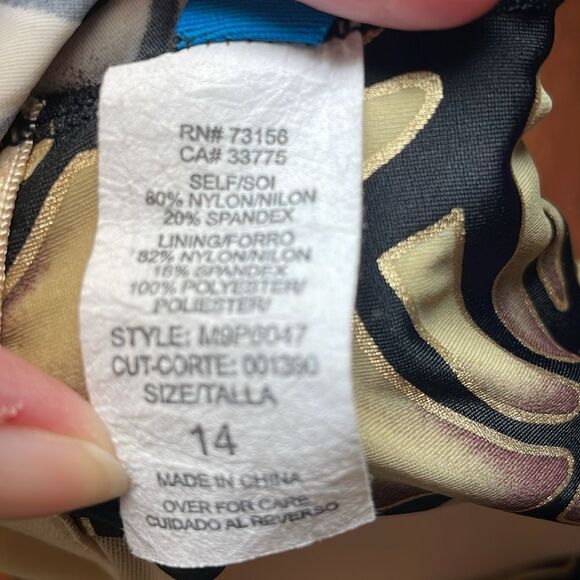 RN# 73156
CA# 33775
SELF/SOI
80% NYLON/NILON
20% SPANDEX
LINING/FORRO
82% NYLON/NILON
18% SPANDEX
100% POLYESTER/
POLIESTER/
STYLE: M9P6047
CUT-CORTE: 001390
SIZE/TALLA
14
MADE IN CHINA
OVER FOR CARE
CUIDADO AL REVERSO